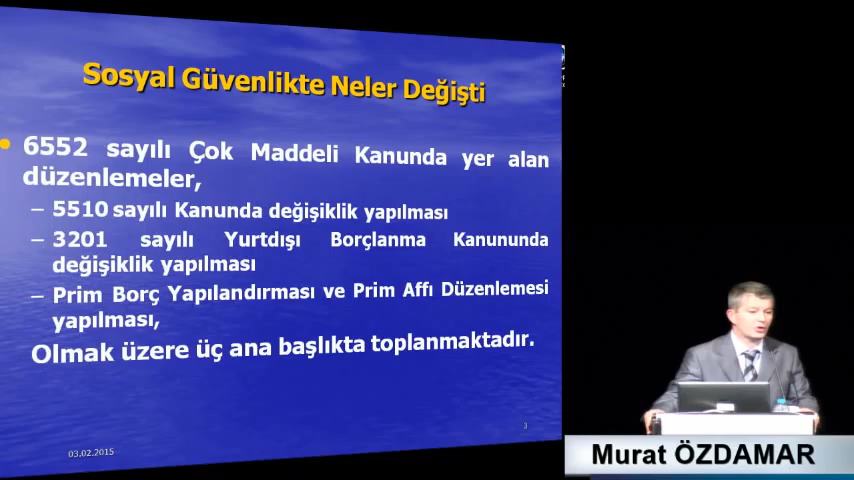 Sosyal Güvenlikte Neler Değişti
6552 sayılı Çok Maddeli Kanunda yer alan
düzenlemeler,
– 5510 sayılı Kanunda değişiklik yapılması
– 3201 sayılı Yurtdışı Borçlanma Kanununda
değişiklik yapılması
– Prim Borç Yapılandırması ve Prim Affı Düzenlemesi
yapılması,
Olmak üzere üç ana başlıkta toplanmaktadır.
3
03.02.2015
Murat ÖZDAMAR